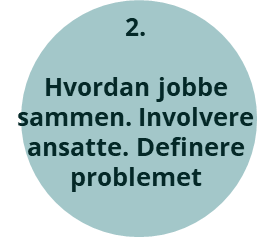 2.
Hvordan jobbe
sammen. Involvere
ansatte. Definere
problemet